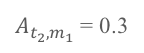 A_{t_2,m_1} = 0.3